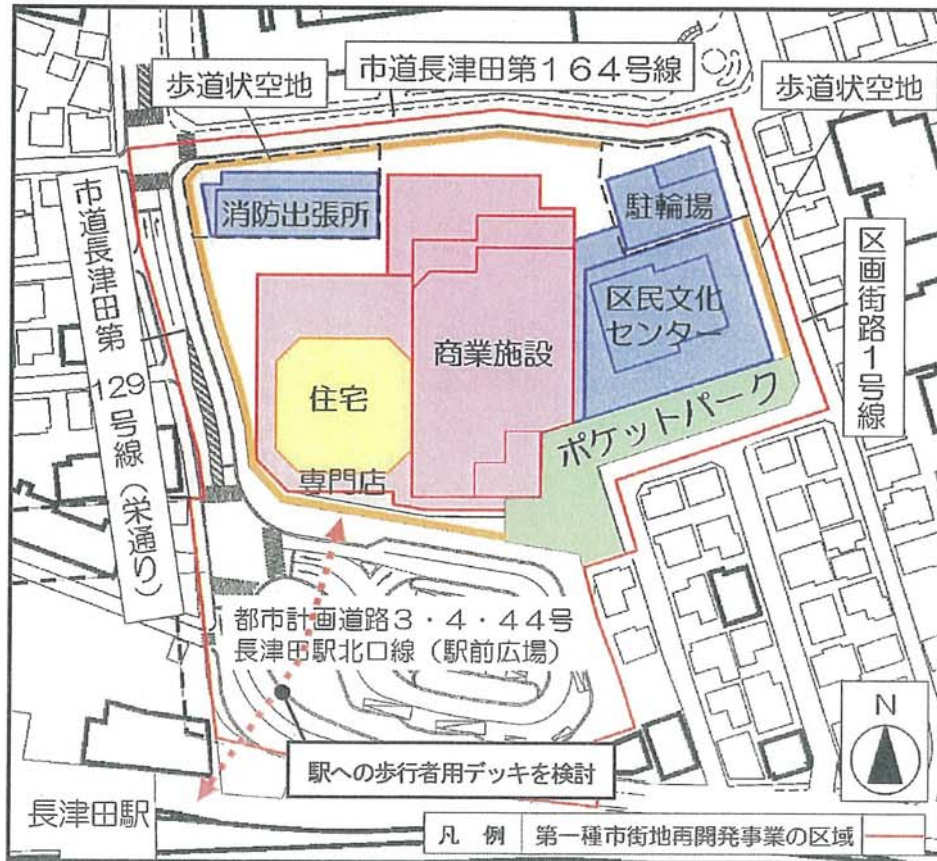 市道長津田第164号線
歩道状空地
歩道状空地
消防出張所
駐輪場
市道長津田第129号線（栄通り）
区画街路1号線
区民文化
センター
商業施設
住宅
ポケットパーク
専門店
都市計画道路3・4・44号
長津田駅北口線（駅前広場）
N
駅への歩行者用デッキを検討
長津田駅
凡 例 第一種市街地再開発事業の区域